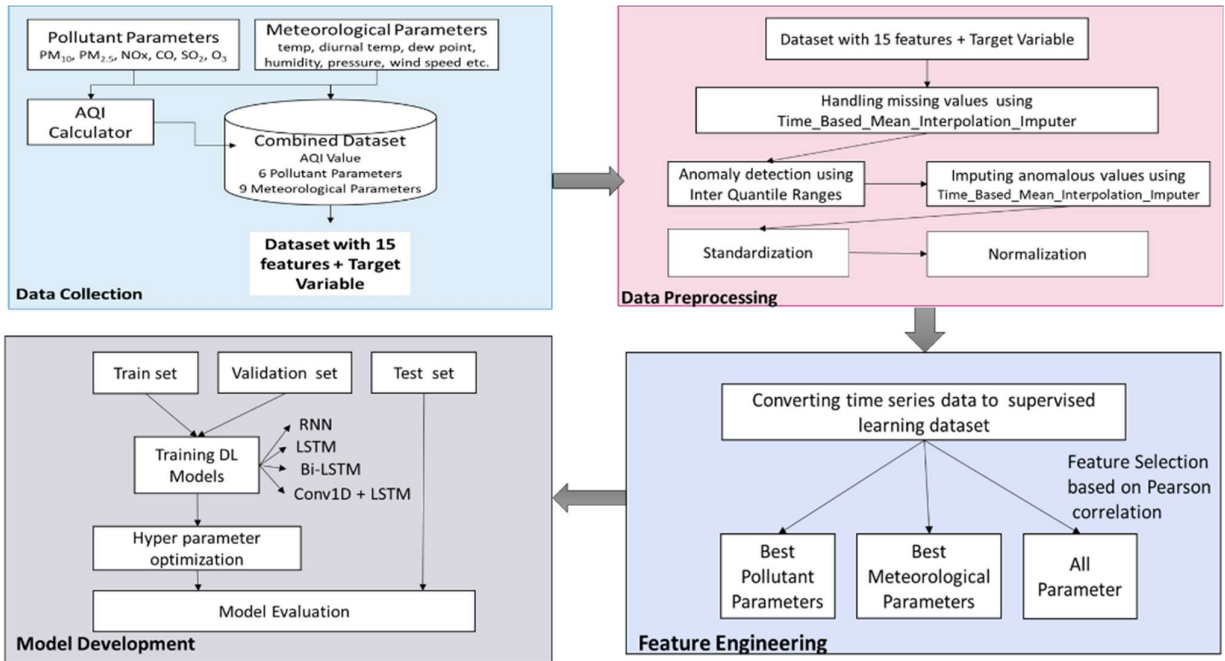 Pollutant Parameters
PM10, PM2.5, NOx, CO, SO2, O3
Meteorological Parameters
temp, diurnal temp, dew point,
humidity, pressure, wind speed etc.
AQI
Calculator
Combined Dataset
AQI Value
6 Pollutant Parameters
9 Meteorological Parameters
Dataset with 15
features + Target
Variable
Data Collection
Dataset with 15 features + Target Variable
Handling missing values using
Time_Based_Mean_Interpolation_Imputer
Anomaly detection using
Inter Quantile Ranges
Imputing anomalous values using
Time_Based_Mean_Interpolation_Imputer
Standardization
Normalization
Data Preprocessing
Train set
Validation set
Test set
Training DL
Models
RNN
LSTM
Bi-LSTM
Conv1D + LSTM
Hyper parameter
optimization
Model Evaluation
Model Development
Converting time series data to supervised
learning dataset
Feature Selection
based on Pearson
correlation
Best
Pollutant
Parameters
Best
Meteorological
Parameters
All
Parameter
Feature Engineering